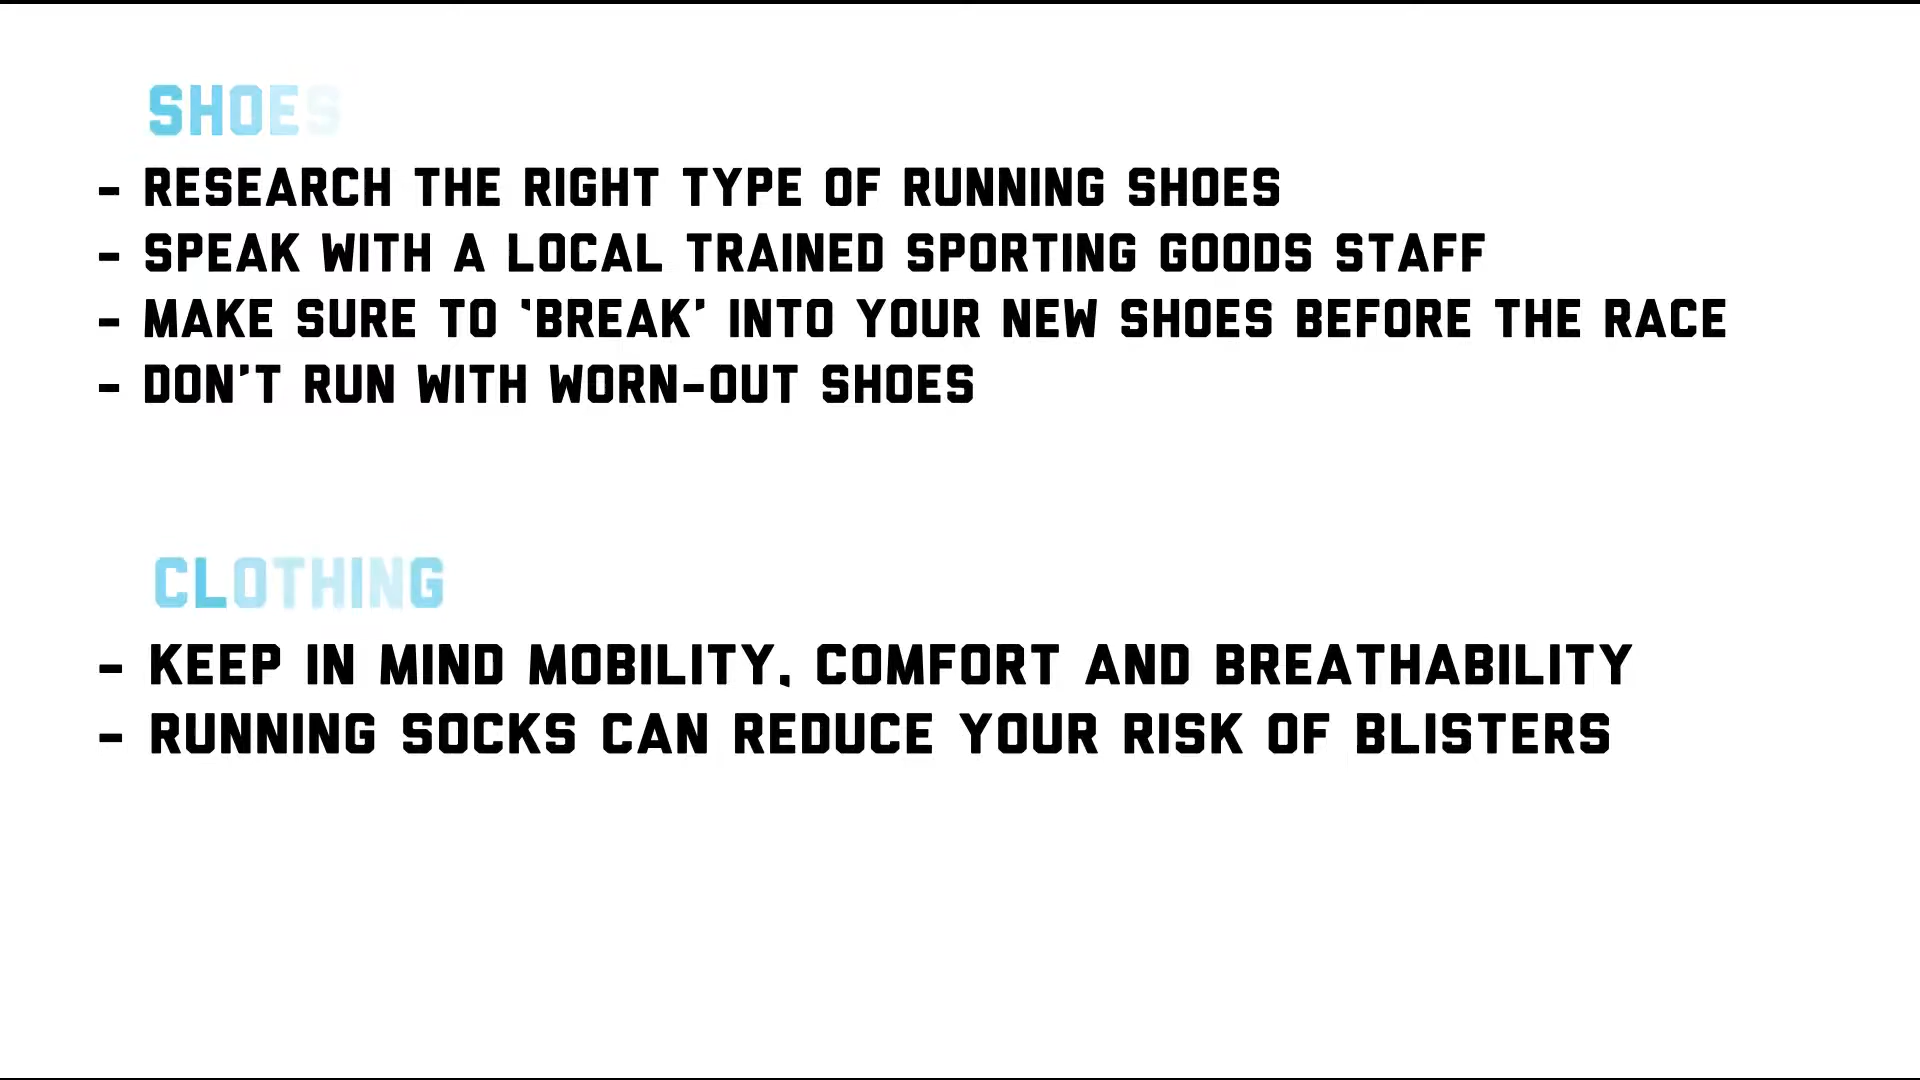 SHOES
- RESEARCH THE RIGHT TYPE OF RUNNING SHOES
- SPEAK WITH A LOCAL TRAINED SPORTING GOODS STAFF
- MAKE SURE TO ‘BREAK’ INTO YOUR NEW SHOES BEFORE THE RACE
- DON’T RUN WITH WORN-OUT SHOES
CLOTHING
- KEEP IN MIND MOBILITY, COMFORT AND BREATHABILITY
- RUNNING SOCKS CAN REDUCE YOUR RISK OF BLISTERS